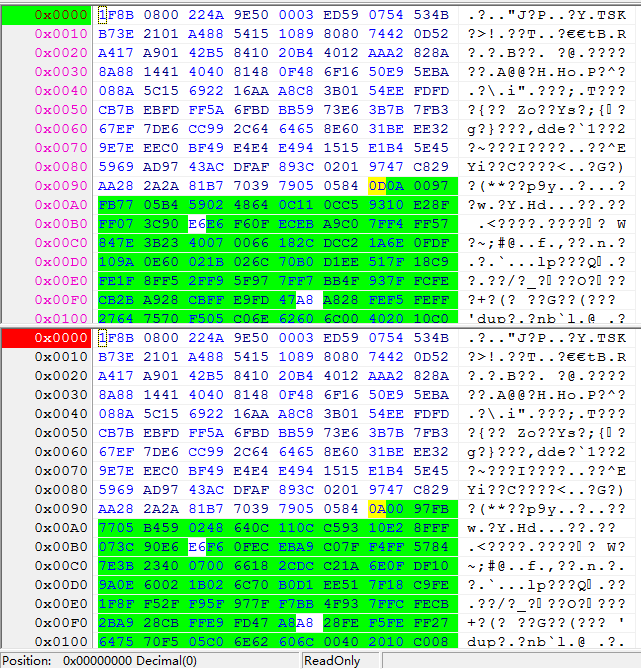 0x0000 1F8B 0800 224A 9E50 0003 ED59 0754 534B .?.."J?P..?Y.TSK
0x0010 B73E 2101 A488 5415 1089 8080 7442 0D52 ?>!.??T..?€€tB.R
0x0020 A417 A901 42B5 8410 20B4 4012 AAA2 828A .?.?.B??. ?@.????
0x0030 8A88 1441 4040 8148 0F48 6F16 50E9 5EBA ??.A@@?H.Ho.P?^?
0x0040 088A 5C15 6922 16AA A8C3 3B01 54EE FDFD .?\.i".???;.T????
0x0050 CB7B EBFD FF5A 6FBD BB59 73E6 3B7B 7FB3
0x0060 67EF 7DE6 CC99 2C64 6465 8E60 31BE EE32 g?}???,dde?`1??2
0x0070 9E7E EEC0 BF49 E4E4 E494 1515 E1B4 5E45 ?~???I????..??^E
0x0080 5969 AD97 43AC DFAF 893C 0201 9747 C829 Yi??C????<..?G?)
0x0090 AA28 2A2A 81B7 7039 7905 0584 0D0A 0097 ?(**??p9y..?...?
0x00A0 FB77 05B4 5902 4864 0C11 0CC5 9310 E28F ?w.?Y.Hd...??.??
0x00B0 FF07 3C90 E6E6 F60F ECEB A9C0 7FF4 FF57
0x00C0 847E 3B23 4007 0066 182C DCC2 1A6E 0FDF ?~;#@..f.,??.n.?
0x00D0 109A 0E60 021B 026C 70B0 D1EE 517F 18C9
0x00E0 FE1F 8FF5 2FF9 5F97 7FF7 BB4F 937F FCFE
0x00F0 CB2B A928 CBFF E9FD 47A8 A828 FEF5 FEFF ?+?(? ??G??(???
0x0100 2764 7570 F505 C06E 6260 6C00 4020 10C0 'dup?.?nb`l.@ .?
0x0000 1F8B 0800 224A 9E50 0003 ED59 0754 534B .?.."J?P..?Y.TSK
0x0010 B73E 2101 A488 5415 1089 8080 7442 0D52 ?>!.??T..?€€tB.R
0x0020 A417 A901 42B5 8410 20B4 4012 AAA2 828A .?.?.B??. ?@.????
0x0030 8A88 1441 4040 8148 0F48 6F16 50E9 5EBA ??.A@@?H.Ho.P?^?
0x0040 088A 5C15 6922 16AA A8C3 3B01 54EE FDFD .?\.i".???;.T????
0x0050 CB7B EBFD FF5A 6FBD BB59 73E6 3B7B 7FB3
0x0060 67EF 7DE6 CC99 2C64 6465 8E60 31BE EE32 g?}???,dde?`1??2
0x0070 9E7E EEC0 BF49 E4E4 E494 1515 E1B4 5E45 ?~???I????..??^E
0x0080 5969 AD97 43AC DFAF 893C 0201 9747 C829 Yi??C????<..?G?)
0x0090 AA28 2A2A 81B7 7039 7905 0584 0A00 97FB ?(**??p9y..?..??
0x00A0 7705 B459 0248 640C 110C C593 10E2 8FFF w.?Y.Hd...??.??
0x00B0 073C 90E6 E6F6 0FEC EBA9 C07F F4FF 5784
0x00C0 7E3B 2340 0700 6618 2CDC C21A 6E0F DF10 ~;#@..f.,??.n.?.
0x00D0 9A0E 6002 1B02 6C70 B0D1 EE51 7F18 C9FE
0x00E0 1F8F F52F F95F 977F F7BB 4F93 7FFC FECB
0x00F0 2BA9 28CB FFE9 FD47 A8A8 28FE F5FE FF27 +?(? ??G??(??? '
0x0100 6475 70F5 05C0 6E62 606C 0040 2010 C008 dup?.?nb`l.@ .?.
Position: 0x00000000 Decimal(0) ReadOnly